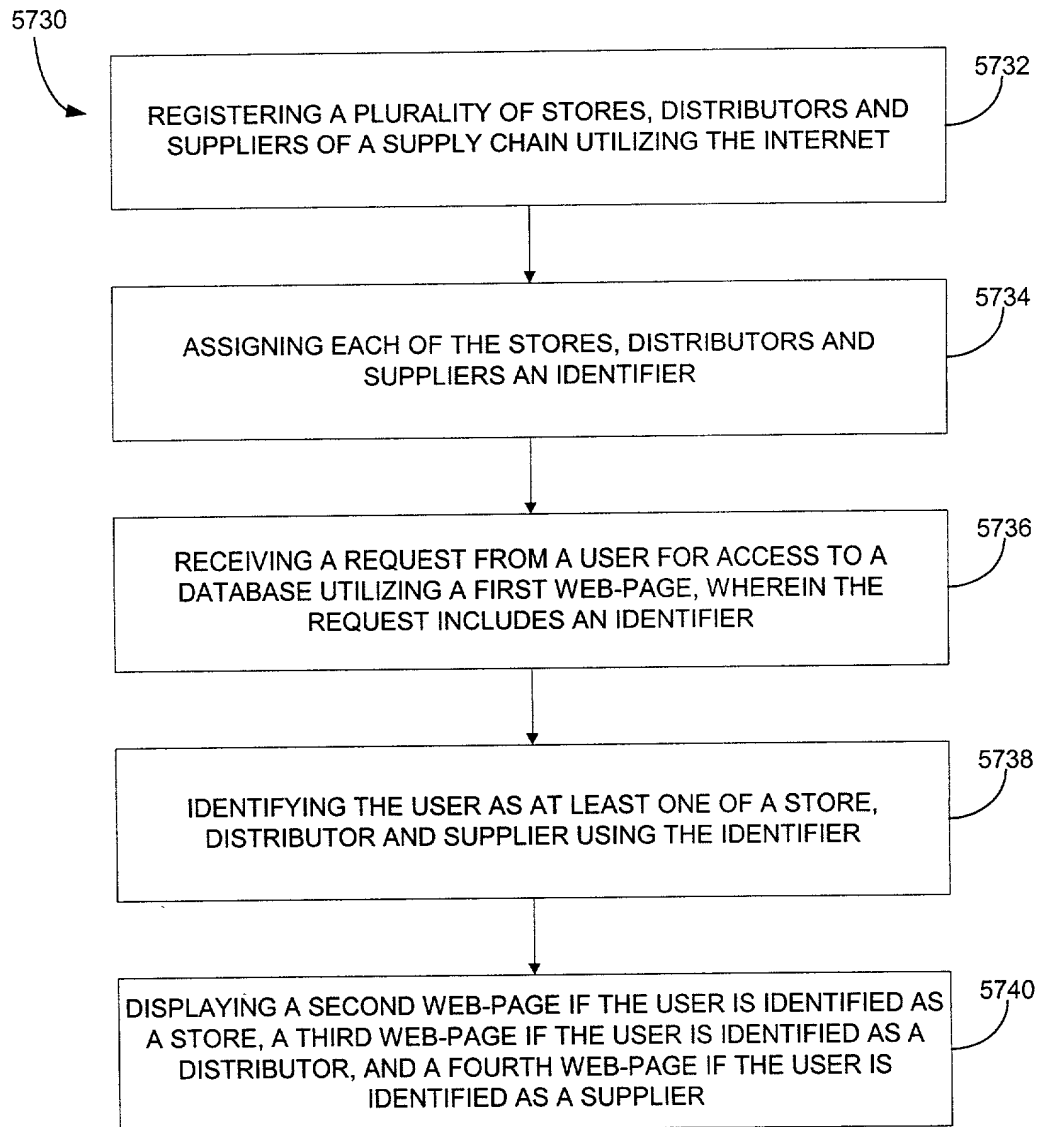 5730
5732
REGISTERING A PLURALITY OF STORES, DISTRIBUTORS AND
SUPPLIERS OF A SUPPLY CHAIN UTILIZING THE INTERNET
5734
ASSIGNING EACH OF THE STORES, DISTRIBUTORS AND
SUPPLIERS AN IDENTIFIER
5736
RECEIVING A REQUEST FROM A USER FOR ACCESS TO A
DATABASE UTILIZING A FIRST WEB-PAGE, WHEREIN THE
REQUEST INCLUDES AN IDENTIFIER
5738
IDENTIFYING THE USER AS AT LEAST ONE OF A STORE,
DISTRIBUTOR AND SUPPLIER USING THE IDENTIFIER
5740
DISPLAYING A SECOND WEB-PAGE IF THE USER IS IDENTIFIED AS
A STORE, A THIRD WEB-PAGE IF THE USER IS IDENTIFIED AS A
DISTRIBUTOR, AND A FOURTH WEB-PAGE IF THE USER IS
IDENTIFIED AS A SUPPLIER